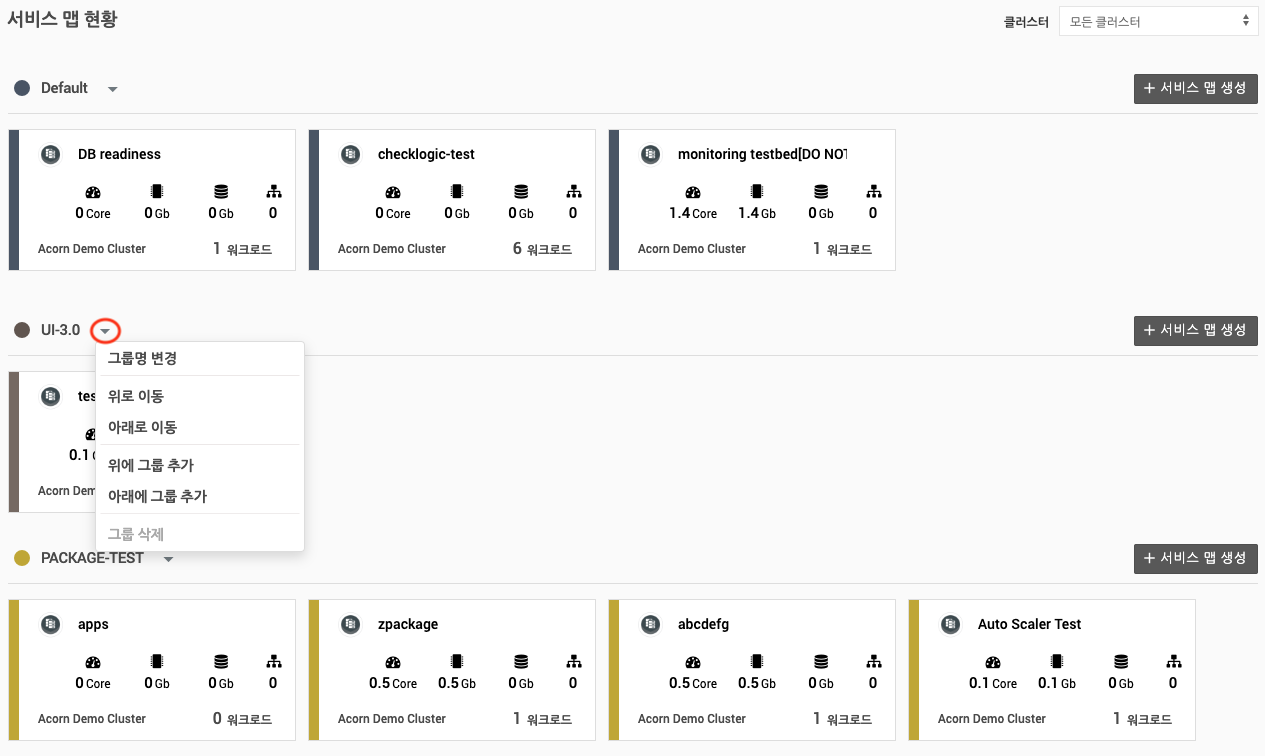 서비스 맵 현황
클러스터 모든 클러스터
Default
+ 서비스 맵 생성
DB readiness
0 Core 0 Gb 0 Gb 0
Acorn Demo Cluster 1 워크로드
checklogic-test
0 Core 0 Gb 0 Gb 0
Acorn Demo Cluster 6 워크로드
monitoring testbed[DO NOT
1.4 Core 1.4 Gb 0 Gb 0
Acorn Demo Cluster 1 워크로드
UI-3.0
+ 서비스 맵 생성
그룹명 변경
위로 이동
아래로 이동
위에 그룹 추가
아래에 그룹 추가
그룹 삭제
tes
0.1
Acorn Dem
PACKAGE-TEST
+ 서비스 맵 생성
apps
0 Core 0 Gb 0 Gb 0
Acorn Demo Cluster 0 워크로드
zpackage
0.5 Core 0.5 Gb 0 Gb 0
Acorn Demo Cluster 1 워크로드
abcdefg
0.5 Core 0.5 Gb 0 Gb 0
Acorn Demo Cluster 1 워크로드
Auto Scaler Test
0.1 Core 0.1 Gb 0 Gb 0
Acorn Demo Cluster 1 워크로드